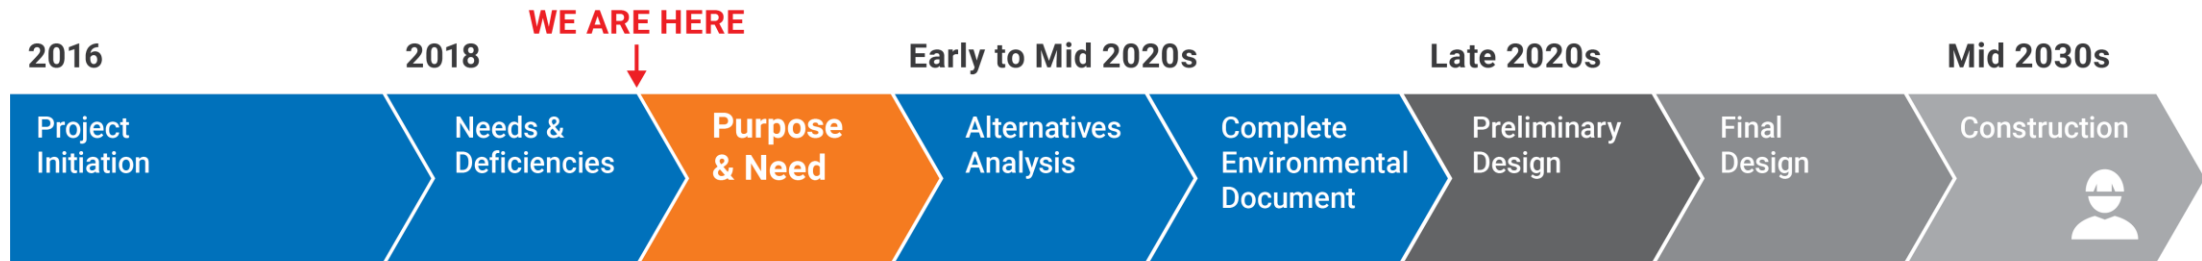 WE ARE HERE
2016
2018
Early to Mid 2020s
Late 2020s
Mid 2030s
Project
Initiation
Needs &
Deficiencies
Purpose
& Need
Alternatives
Analysis
Complete
Environmental
Document
Preliminary
Design
Final
Design
Construction